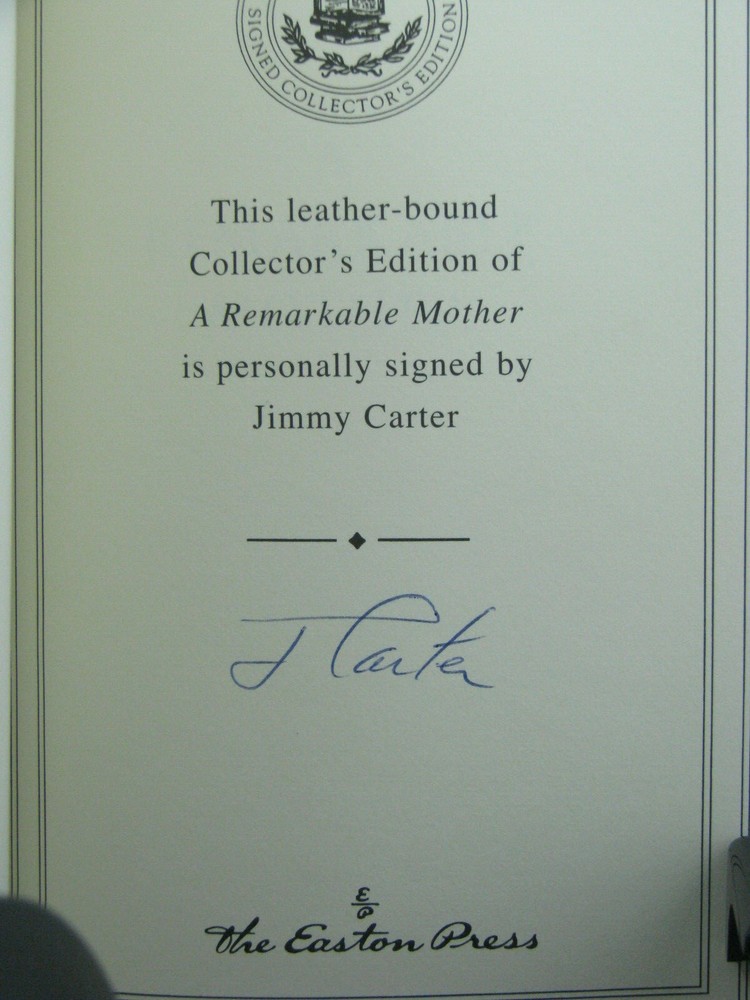 SIGNED COLLECTOR'S EDITION
This leather-bound
Collector's Edition of
A Remarkable Mother
is personally signed by
Jimmy Carter
J Carter
E
P
The Easton Press